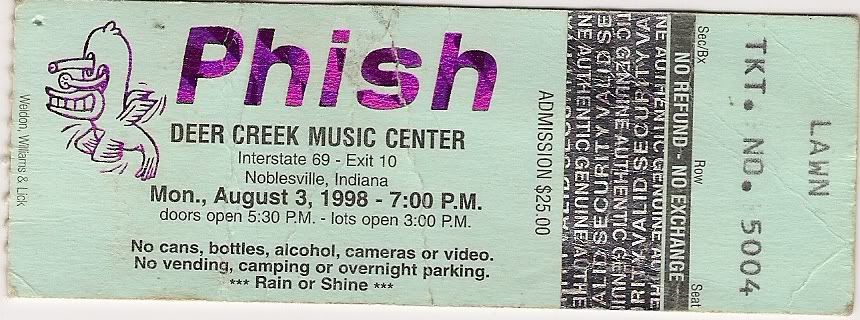 Phish
DEER CREEK MUSIC CENTER
Interstate 69 - Exit 10
Noblesville, Indiana
Mon., August 3, 1998 - 7:00 P.M.
doors open 5:30 P.M. - lots open 3:00 P.M.
No cans, bottles, alcohol, cameras or video.
No vending, camping or overnight parking.
*** Rain or Shine ***
Weldon, Williams & Lick
ADMISSION $25.00
NO REFUND - NO EXCHANGE
Sec/Bx
Row
Seat
TKT. NO. 5004
LAWN